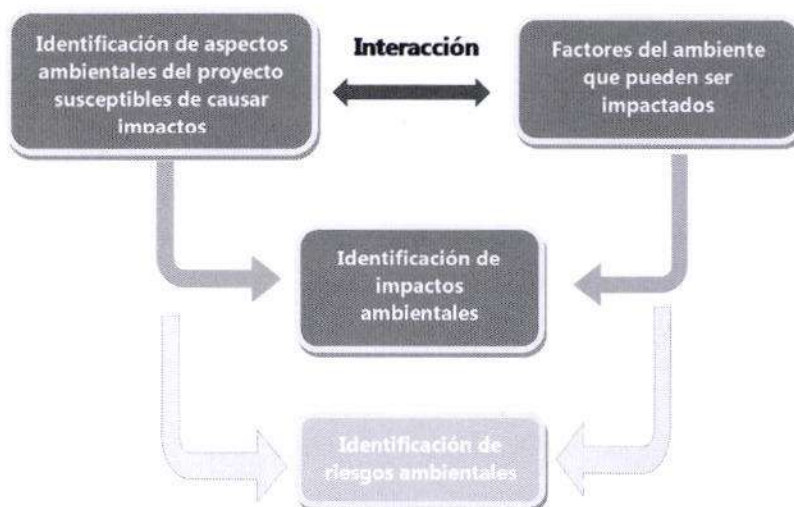 Identificación de aspectos
ambientales del proyecto
susceptibles de causar
impactos
Interacción
Factores del ambiente
que pueden ser
impactados
Identificación de
impactos
ambientales
Identificación de
riesgos ambientales